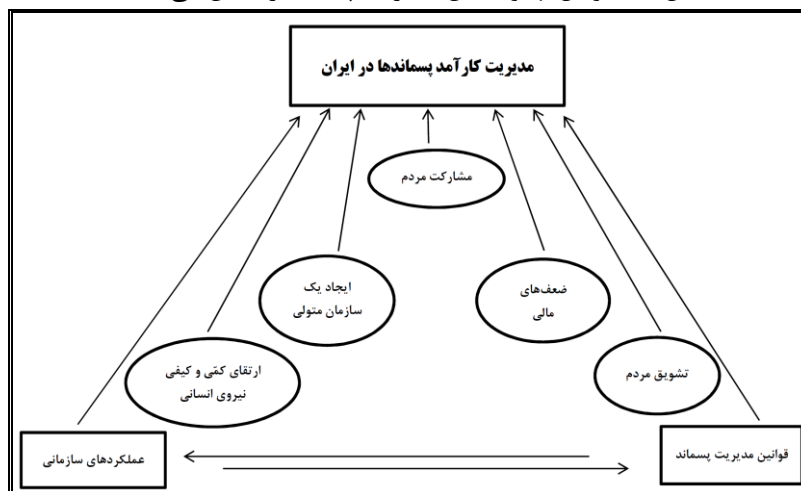 مدیریت کارآمد پسماندها در ایران
مشارکت مردم
ضعف‌های
مالی
ایجاد یک
سازمان متولی
تشویق مردم
ارتقای کمّی و کیفی
نیروی انسانی
قوانین مدیریت پسماند
عملکردهای سازمانی